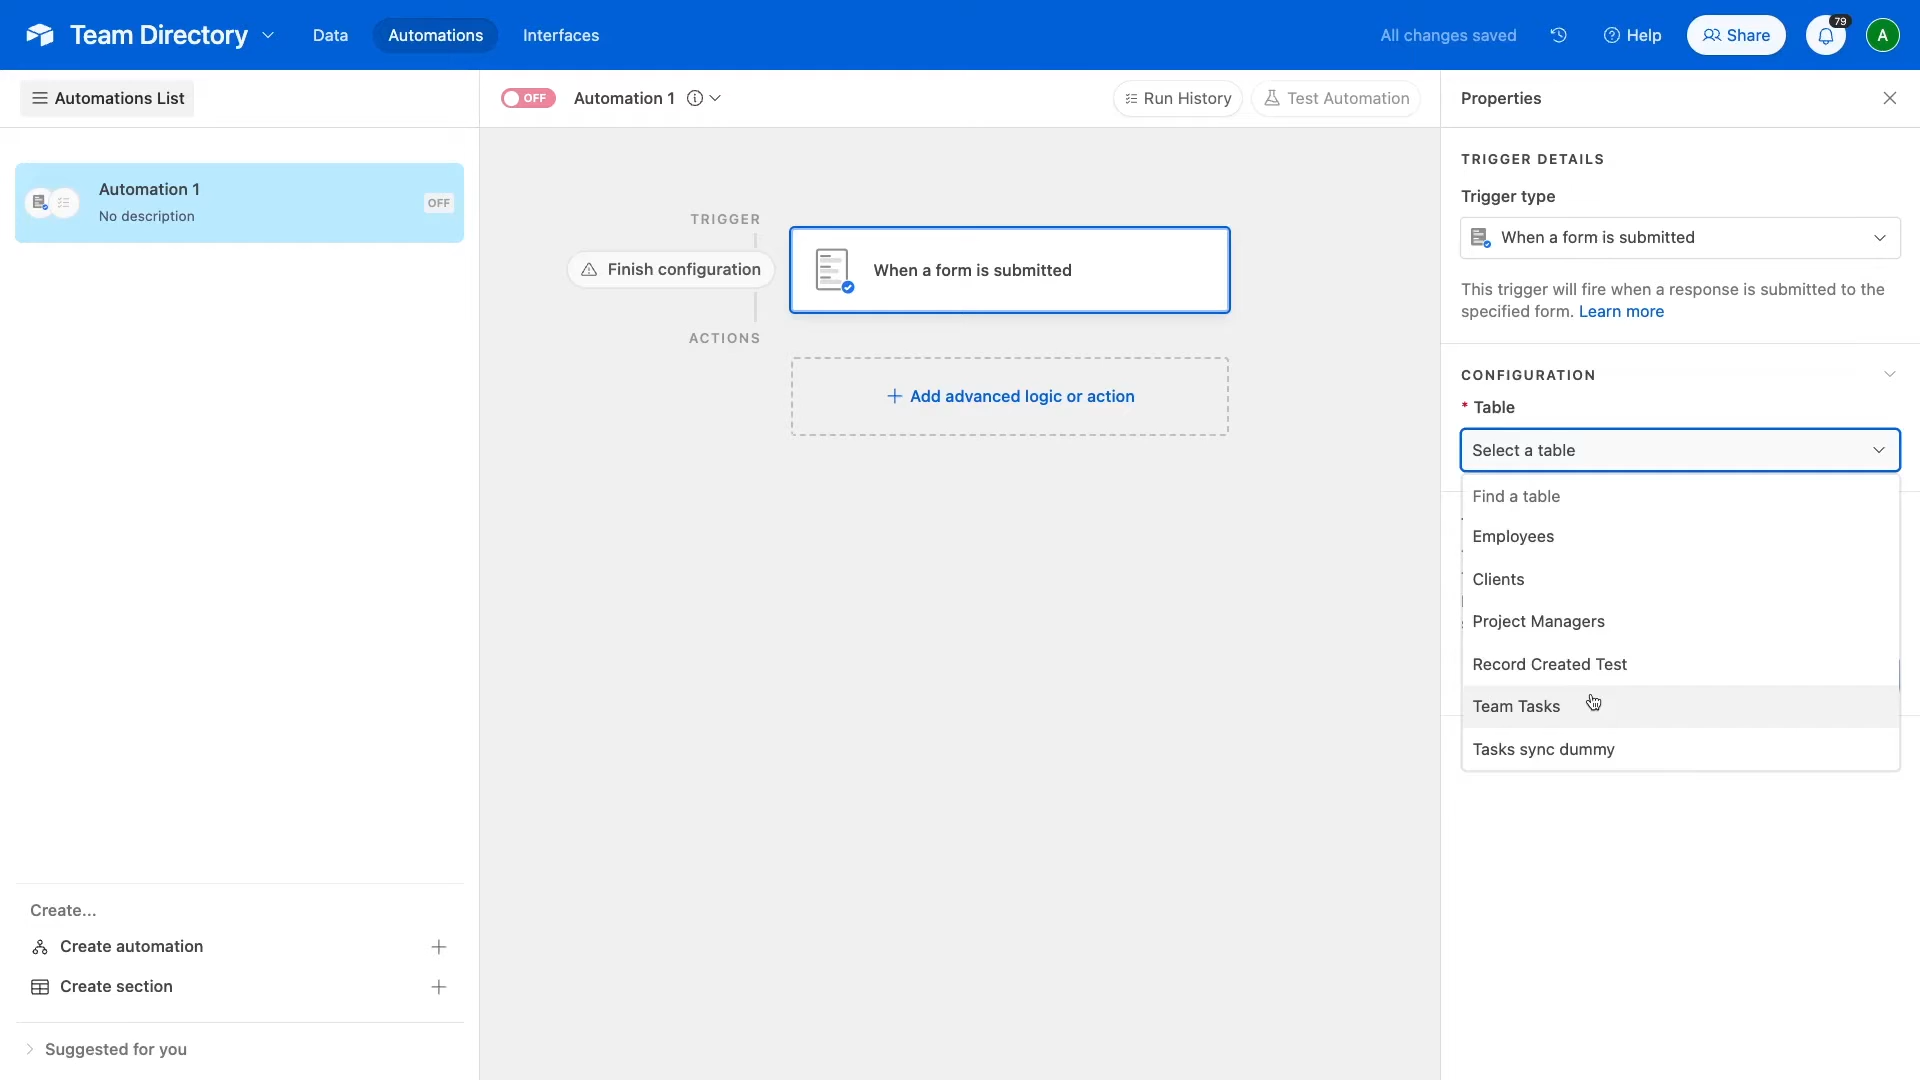 Team Directory
Data
Automations
Interfaces
All changes saved
Help
Share
79
A
Automations List
OFF
Automation 1
Run History
Test Automation
Properties
Automation 1
No description
OFF
TRIGGER
Finish configuration
When a form is submitted
ACTIONS
Add advanced logic or action
TRIGGER DETAILS
Trigger type
When a form is submitted
This trigger will fire when a response is submitted to the
specified form. Learn more
CONFIGURATION
* Table
Select a table
Find a table
Employees
Clients
Project Managers
Record Created Test
Team Tasks
Tasks sync dummy
Create...
Create automation
Create section
Suggested for you